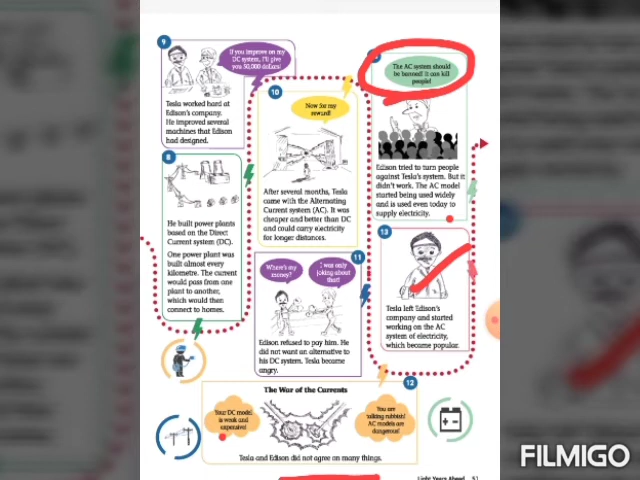 9
If you improve on my
DC system, I'll give
you 50,000 dollars!
Tesla worked hard at
Edison's company.
He improved several
machines that Edison
had designed.
8
He built power plants
based on the Direct
Current system (DC).
One power plant was
built almost every
kilometre. The current
would pass from one
plant to another,
which would then
connect to homes.
10
Now for my
reward!
After several months, Tesla
came with the Alternating
Current system (AC). It was
cheaper and better than DC
and could carry electricity
for longer distances.
11
Where's my
money?
I was only
joking about
that!
Edison refused to pay him. He
did not want an alternative to
his DC system. Tesla became
angry.
The AC system should
be banned! It can kill
people!
Edison tried to turn people
against Tesla's system. But it
didn't work. The AC model
started being used widely
and is used even today to
supply electricity.
13
Tesla left Edison's
company and started
working on the AC
system of electricity,
which became popular.
12
The War of the Currents
Your DC model
is weak and
expensive!
You are
talking rubbish!
AC models are
dangerous!
Tesla and Edison did not agree on many things.
Light Years Ahead 51
FILMIGO